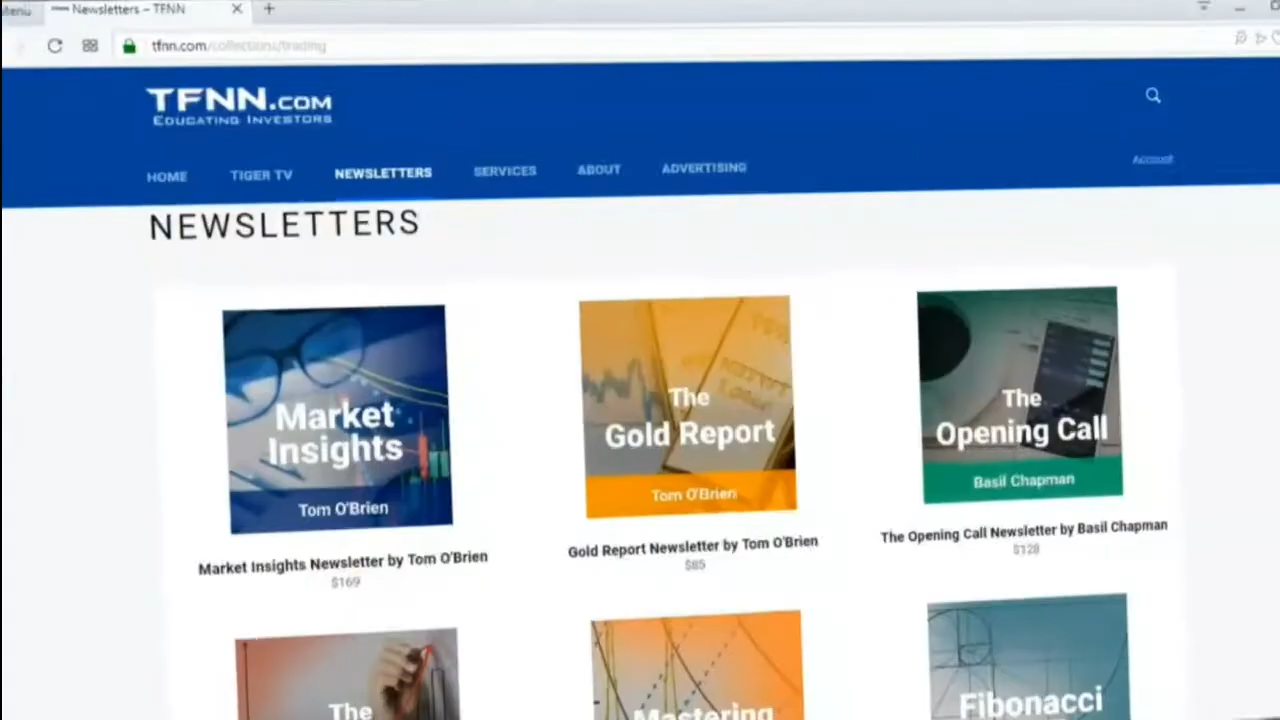 Newsletters – TFNN
tfnn.com/collections/trading
TFNN.COM
EDUCATING INVESTORS
HOME TIGER TV NEWSLETTERS SERVICES ABOUT ADVERTISING
Account
NEWSLETTERS
Market
Insights
Tom O'Brien
Market Insights Newsletter by Tom O'Brien
$169
The
Gold Report
Tom O'Brien
Gold Report Newsletter by Tom O'Brien
$85
The
Opening Call
Basil Chapman
The Opening Call Newsletter by Basil Chapman
$128
The
Mastering
Fibonacci